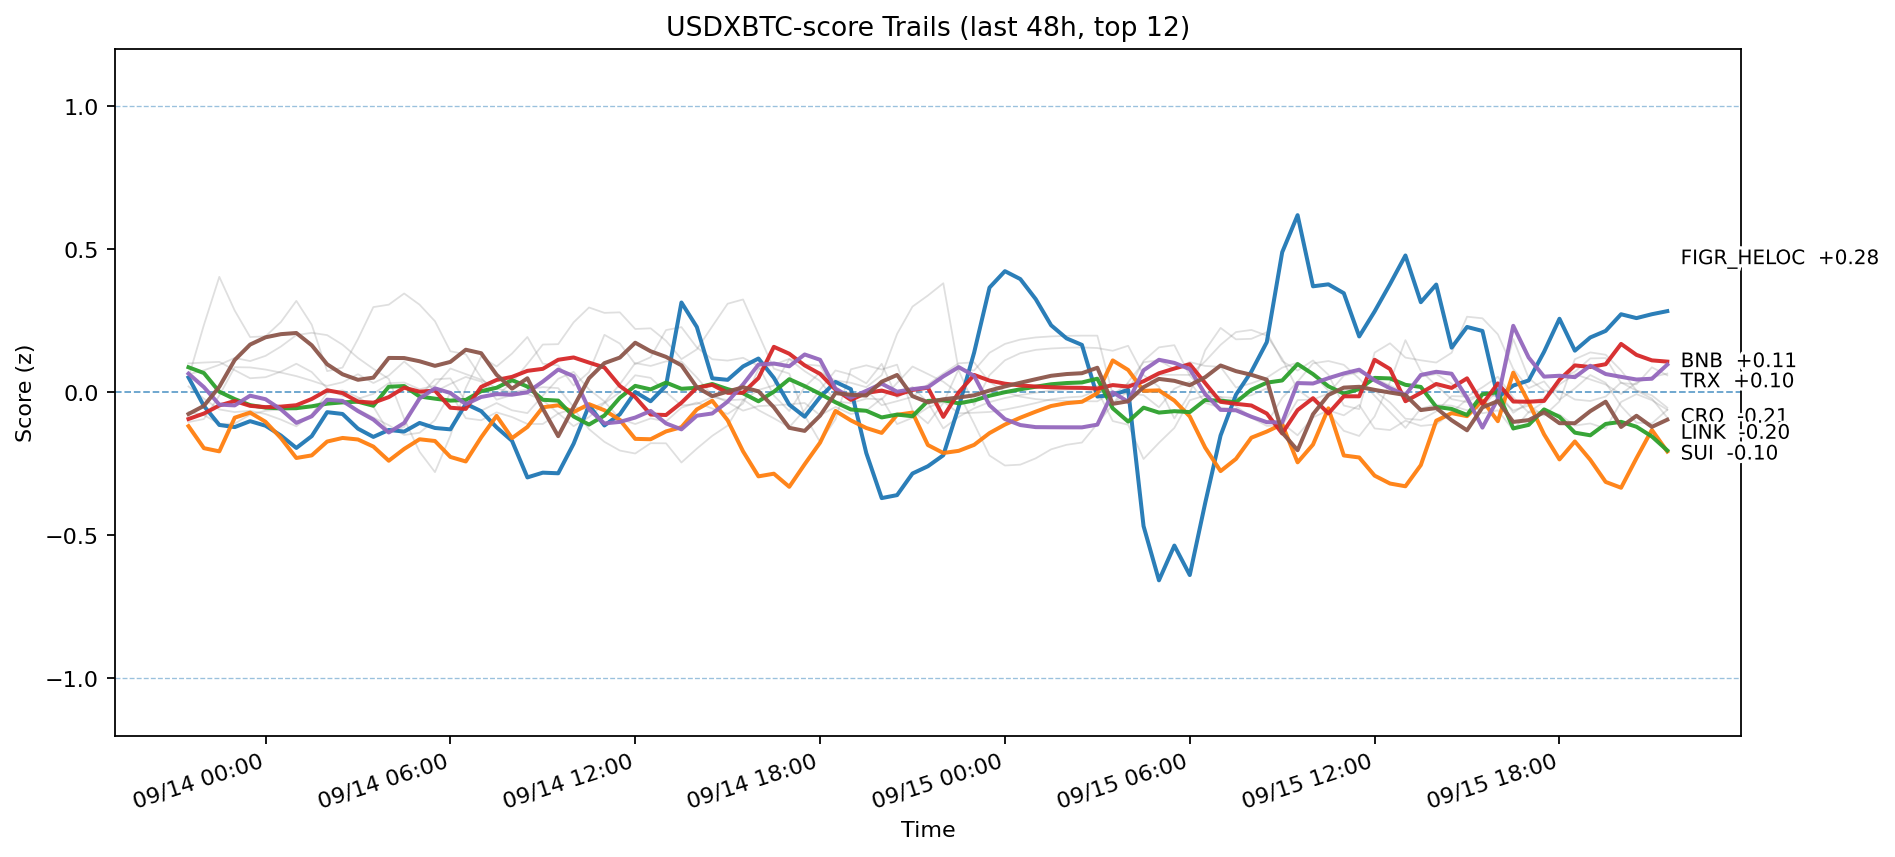 USDXBTC-score Trails (last 48h, top 12)
Score (z)
1.0
0.5
0.0
−0.5
−1.0
FIGR_HELOC +0.28
BNB +0.11
TRX +0.10
CRO -0.21
LINK -0.20
SUI -0.10
09/14 00:00
09/14 06:00
09/14 12:00
09/14 18:00
09/15 00:00
09/15 06:00
09/15 12:00
09/15 18:00
Time